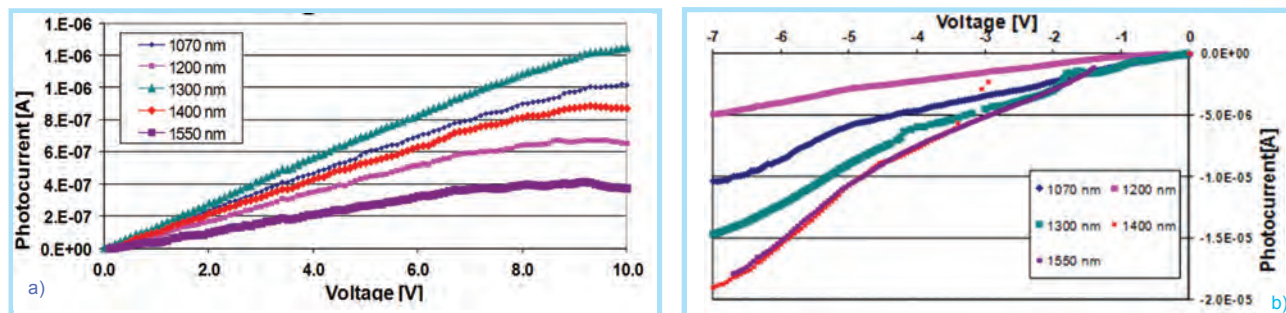 Photocurrent [A]
1.E-06
1.E-06
1.E-06
8.E-07
6.E-07
4.E-07
2.E-07
0.E+00
1070 nm
1200 nm
1300 nm
1400 nm
1550 nm
0.0 2.0 4.0 6.0 8.0 10.0
Voltage [V]
a)
Voltage [V]
-7 -6 -5 -4 -3 -2 -1
0.0E+00
-5.0E-06
-1.0E-05
-1.5E-05
-2.0E-05
Photocurrent[A]
1070 nm 1200 nm
1300 nm 1400 nm
1550 nm
b)